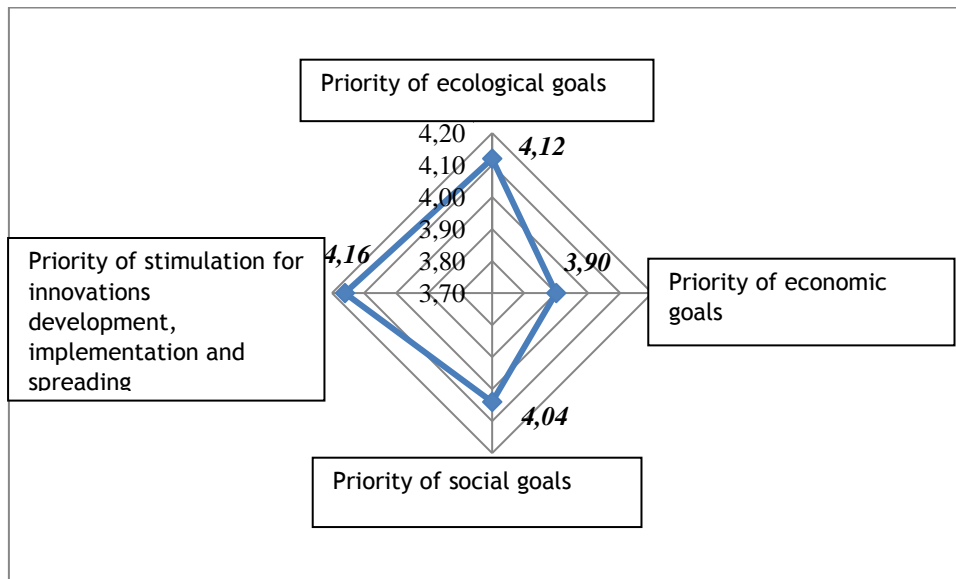 Priority of ecological goals
4,20
4,12
4,10
4,00
3,90
3,80
3,70
4,16
3,90
Priority of stimulation for
innovations
development,
implementation and
spreading
Priority of economic
goals
4,04
Priority of social goals